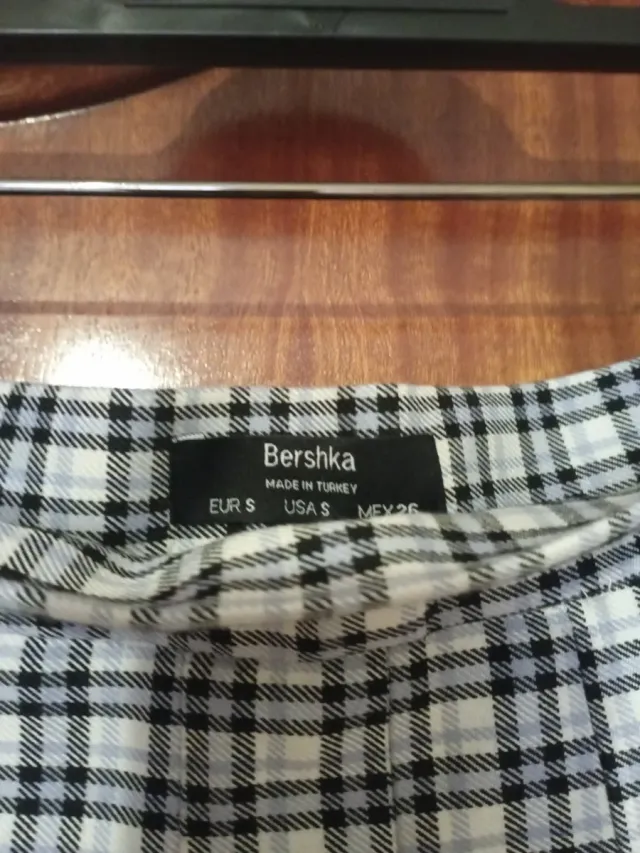 Bershka
MADE IN TURKEY
EUR S USA S MEX 26